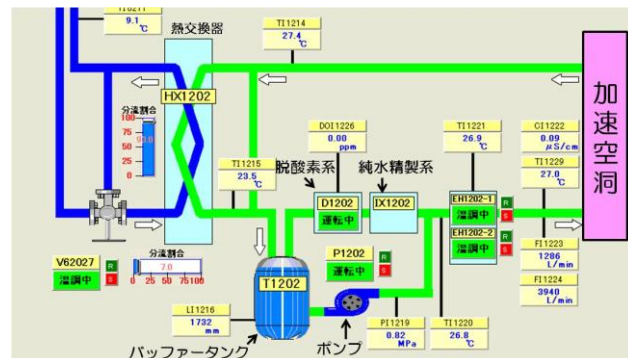 9.1
℃
熱交換器
TI1214
27.4
℃
HX1202
分流割合
100
75
50
25
0
TI1215
23.5
℃
DOI1226
0.00
ppm
脱酸素系
純水精製系
D1202
運転中
IX1202
TI1221
26.9
℃
EH1202-1
温調中
R
S
EH1202-2
温調中
R
S
加速空洞
CI1222
0.09
μS/cm
TI1229
27.0
℃
FI1223
1286
L/min
FI1224
3940
L/min
V62027
温調中
R
S
分流割合
7.0
0 25 50 75100
T1202
P1202
運転中
R
S
LI1216
1732
mm
バッファータンク
ポンプ
PI1219
0.82
MPa
TI1220
26.8
℃